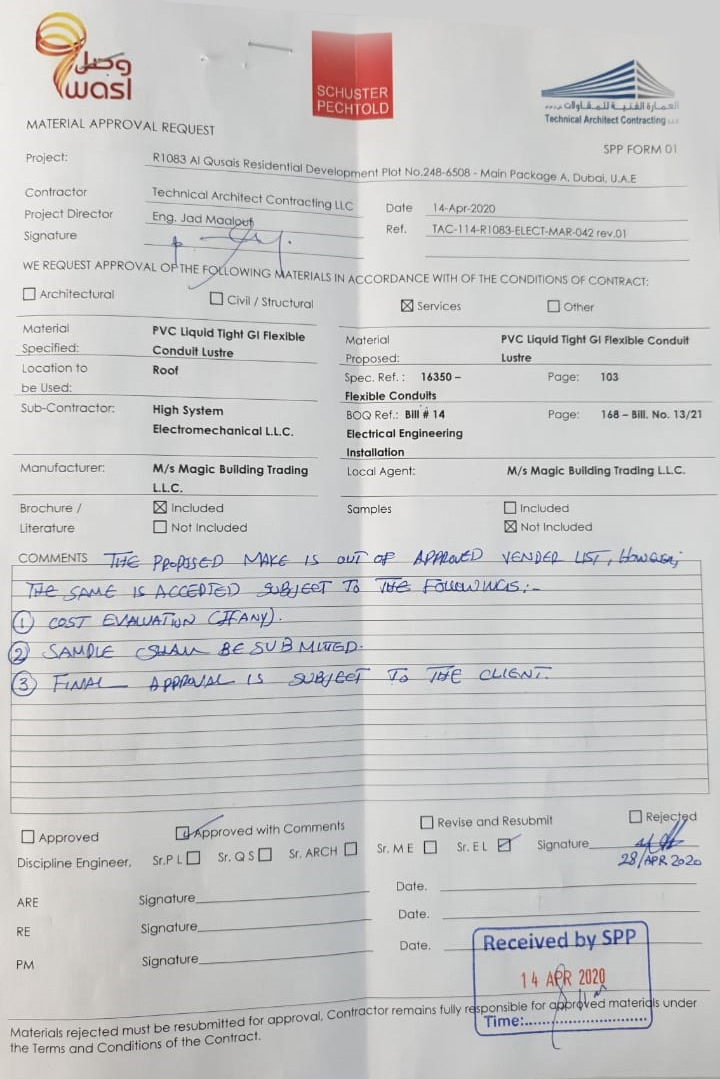 وصل
wasl
SCHUSTER
PECHTOLD
العمارة الفنية للمقاولات ذ.م.م
Technical Architect Contracting LLC
MATERIAL APPROVAL REQUEST
SPP FORM 01
Project: R1083 Al Qusais Residential Development Plot No.248-6508 - Main Package A, Dubai, U.A.E
Contractor Technical Architect Contracting LLC Date 14-Apr-2020
Project Director Eng. Jad Maalouf Ref. TAC-114-R1083-ELECT-MAR-042 rev.01
Signature
WE REQUEST APPROVAL OF THE FOLLOWING MATERIALS IN ACCORDANCE WITH OF THE CONDITIONS OF CONTRACT:
☐ Architectural ☐ Civil / Structural ☒ Services ☐ Other
Material PVC Liquid Tight GI Flexible Material PVC Liquid Tight GI Flexible Conduit
Specified: Conduit Lustre Proposed: Lustre
Location to Roof Spec. Ref. : 16350 – Page: 103
be Used: Flexible Conduits
Sub-Contractor: High System BOQ Ref.: Bill # 14 Page: 168 – Bill. No. 13/21
Electromechanical L.L.C. Electrical Engineering
Installation
Manufacturer: M/s Magic Building Trading Local Agent: M/s Magic Building Trading L.L.C.
L.L.C.
Brochure / ☒ Included Samples ☐ Included
Literature ☐ Not Included ☒ Not Included
COMMENTS THE PROPOSED MAKE IS OUT OF APPROVED VENDER LIST, However,
THE SAME IS ACCEPTED SUBJECT TO THE FOLLOWINGS:-
① COST EVALUATION (IF ANY).
② SAMPLE SHALL BE SUBMITED.
③ FINAL APPROVAL IS SUBJECT TO THE CLIENT.
☐ Approved ☑ Approved with Comments ☐ Revise and Resubmit ☐ Rejected
Discipline Engineer, Sr.P L ☐ Sr. Q S ☐ Sr. ARCH ☐ Sr. M E ☐ Sr. E L ☑ Signature
28/APR 2020
ARE Signature Date.
RE Signature Date.
PM Signature Date.
Received by SPP
14 APR 2020
Time:
Materials rejected must be resubmitted for approval, Contractor remains fully responsible for approved materials under
the Terms and Conditions of the Contract.